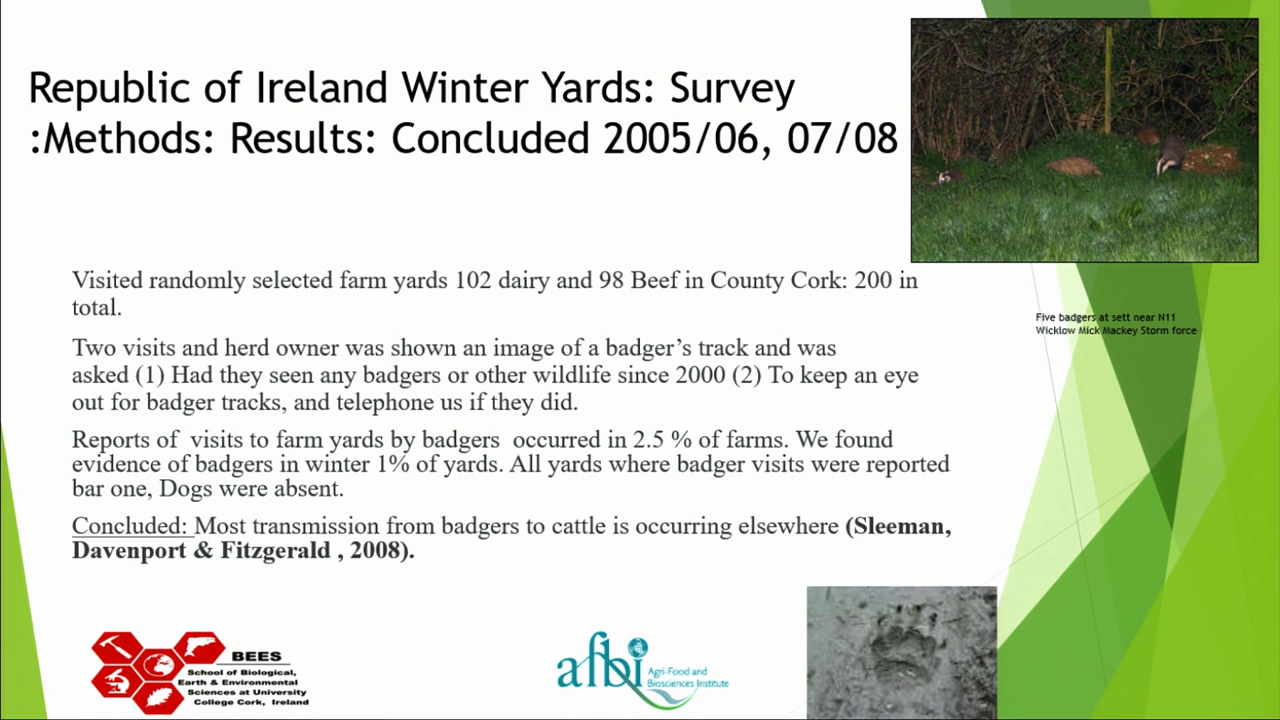 Republic of Ireland Winter Yards: Survey
:Methods: Results: Concluded 2005/06, 07/08
Visited randomly selected farm yards 102 dairy and 98 Beef in County Cork: 200 in
total.
Two visits and herd owner was shown an image of a badger’s track and was
asked (1) Had they seen any badgers or other wildlife since 2000 (2) To keep an eye
out for badger tracks, and telephone us if they did.
Reports of  visits to farm yards by badgers  occurred in 2.5 % of farms. We found
evidence of badgers in winter 1% of yards. All yards where badger visits were reported
bar one, Dogs were absent.
Concluded: Most transmission from badgers to cattle is occurring elsewhere (Sleeman,
Davenport & Fitzgerald , 2008).
Five badgers at sett near N11
Wicklow Mick Mackey Storm force
BEES
School of Biological,
Earth & Environmental
Sciences at University
College Cork, Ireland
afbi
Agri-Food and
Biosciences Institute